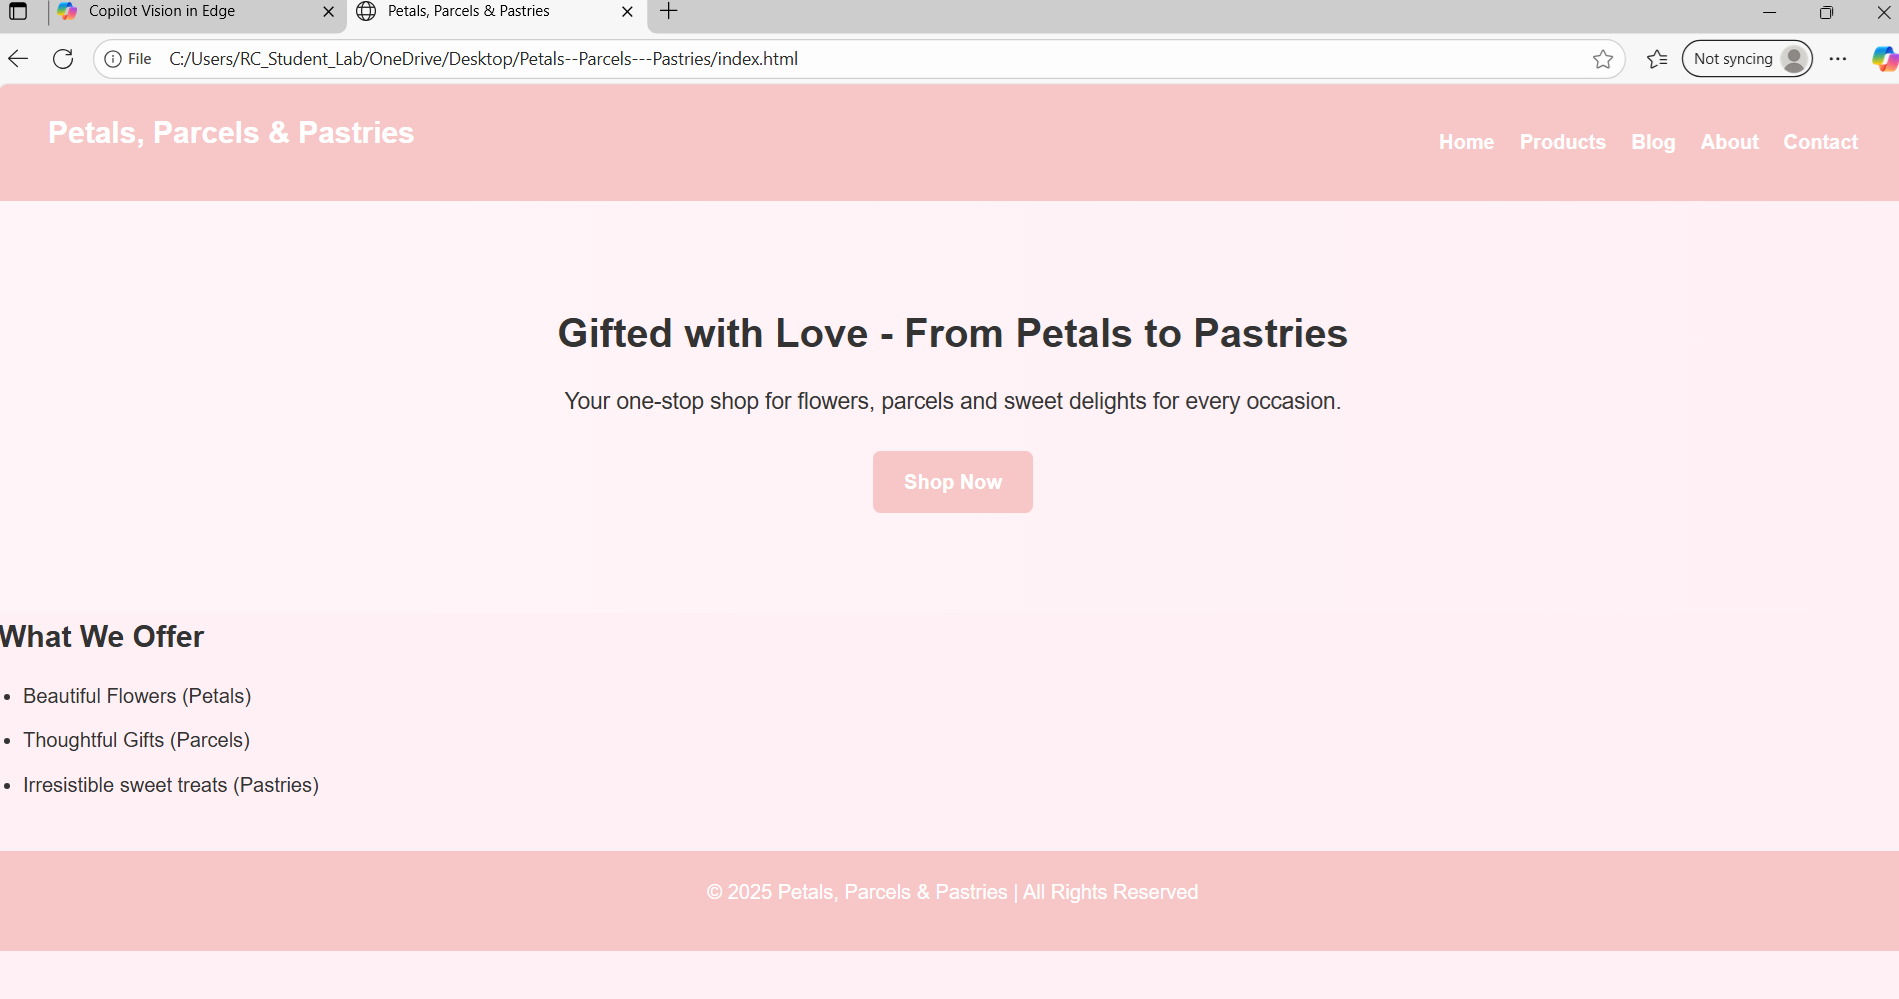 Copilot Vision in Edge
Petals, Parcels & Pastries
File C:/Users/RC_Student_Lab/OneDrive/Desktop/Petals--Parcels---Pastries/index.html
Not syncing
Petals, Parcels & Pastries
Home Products Blog About Contact
Gifted with Love - From Petals to Pastries
Your one-stop shop for flowers, parcels and sweet delights for every occasion.
Shop Now
What We Offer
• Beautiful Flowers (Petals)
• Thoughtful Gifts (Parcels)
• Irresistible sweet treats (Pastries)
© 2025 Petals, Parcels & Pastries | All Rights Reserved